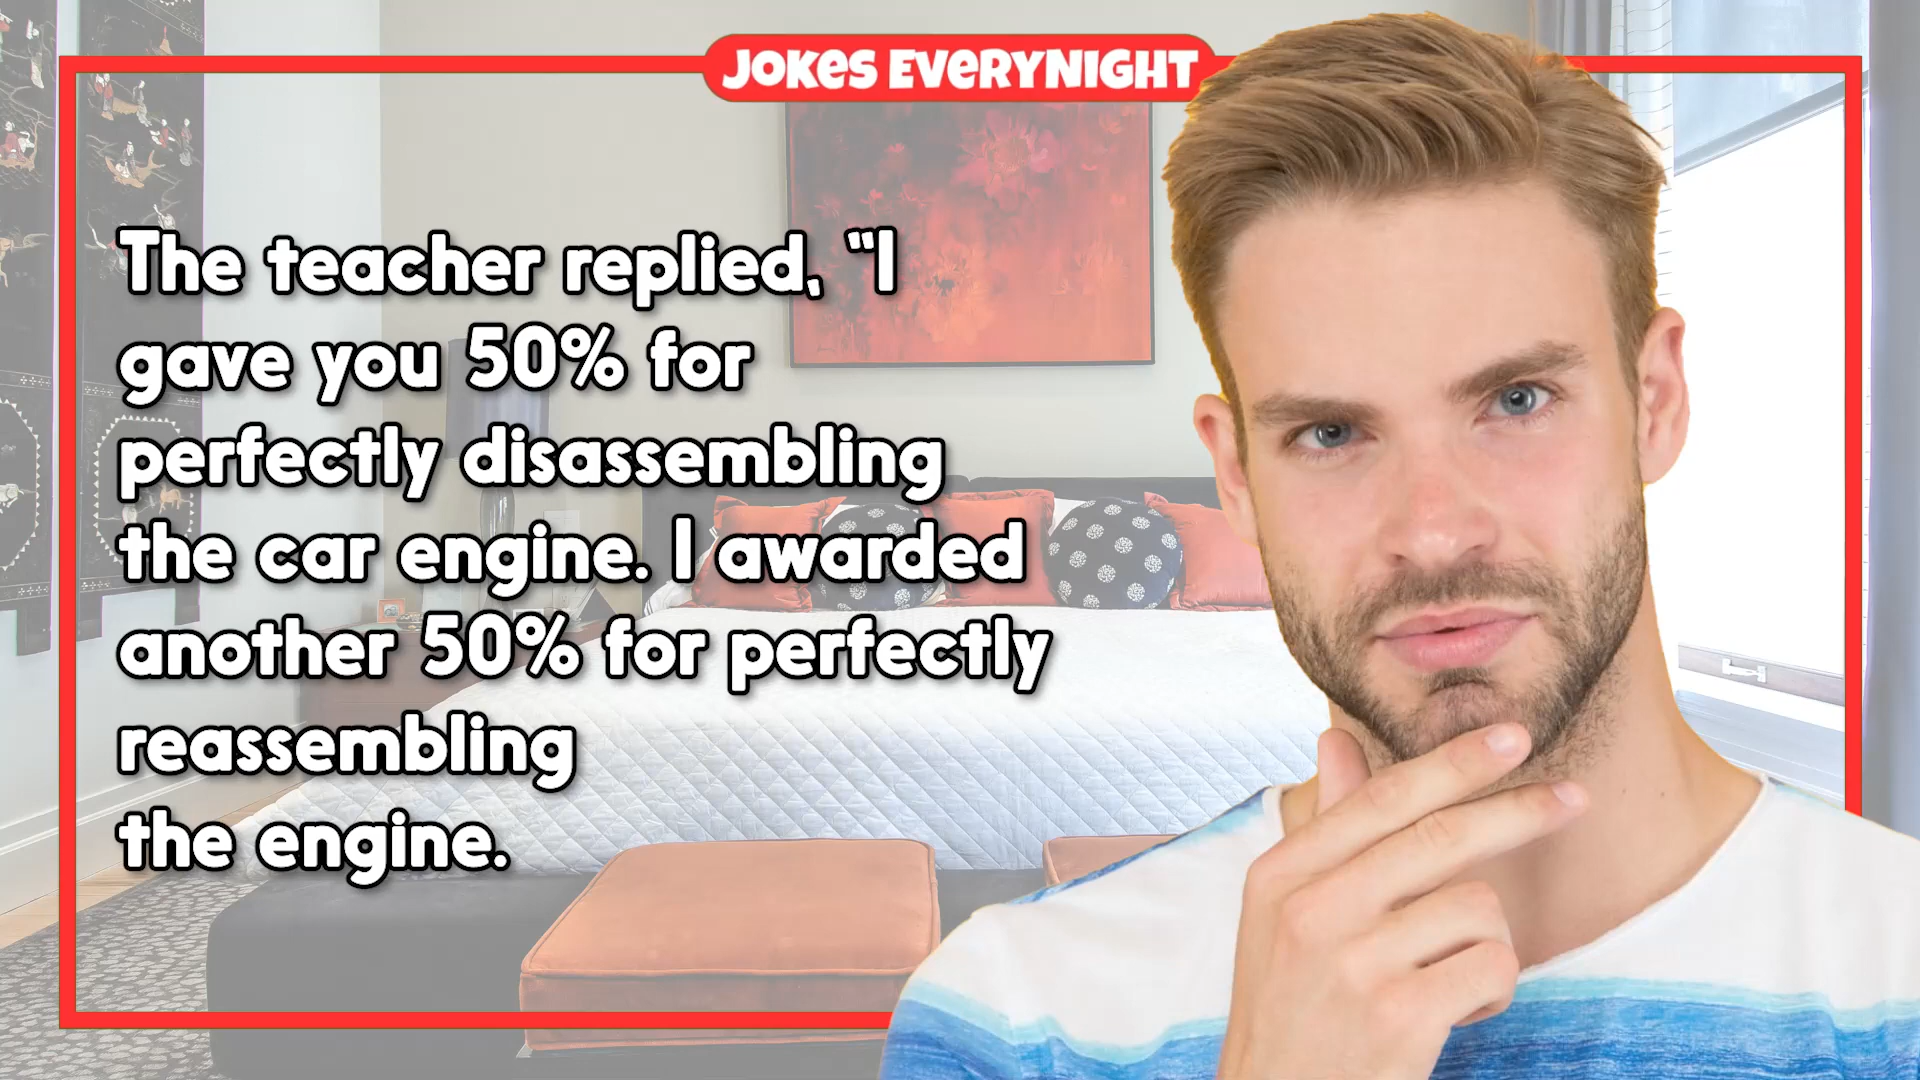 JOKES EVERYNIGHT
The teacher replied, "I
gave you 50% for
perfectly disassembling
the car engine. I awarded
another 50% for perfectly
reassembling
the engine.